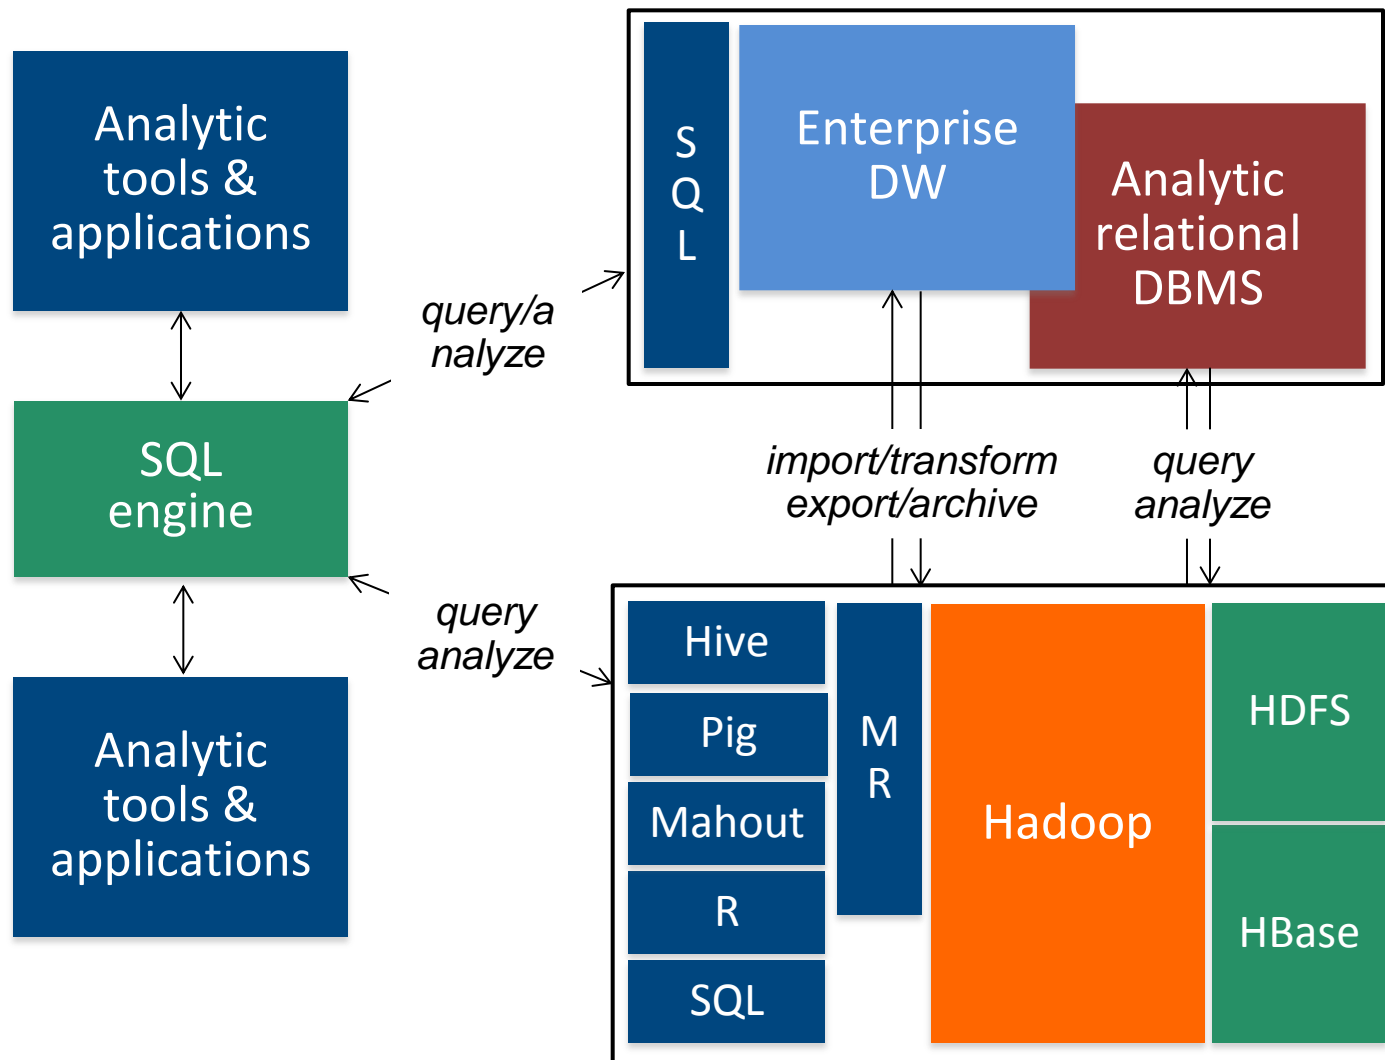 Analytic
tools &
applications
SQL
engine
Analytic
tools &
applications
query/a
nalyze
query
analyze
S
Q
L
Enterprise
DW
Analytic
relational
DBMS
import/transform
export/archive
query
analyze
Hive
Pig
Mahout
R
SQL
M
R
Hadoop
HDFS
HBase